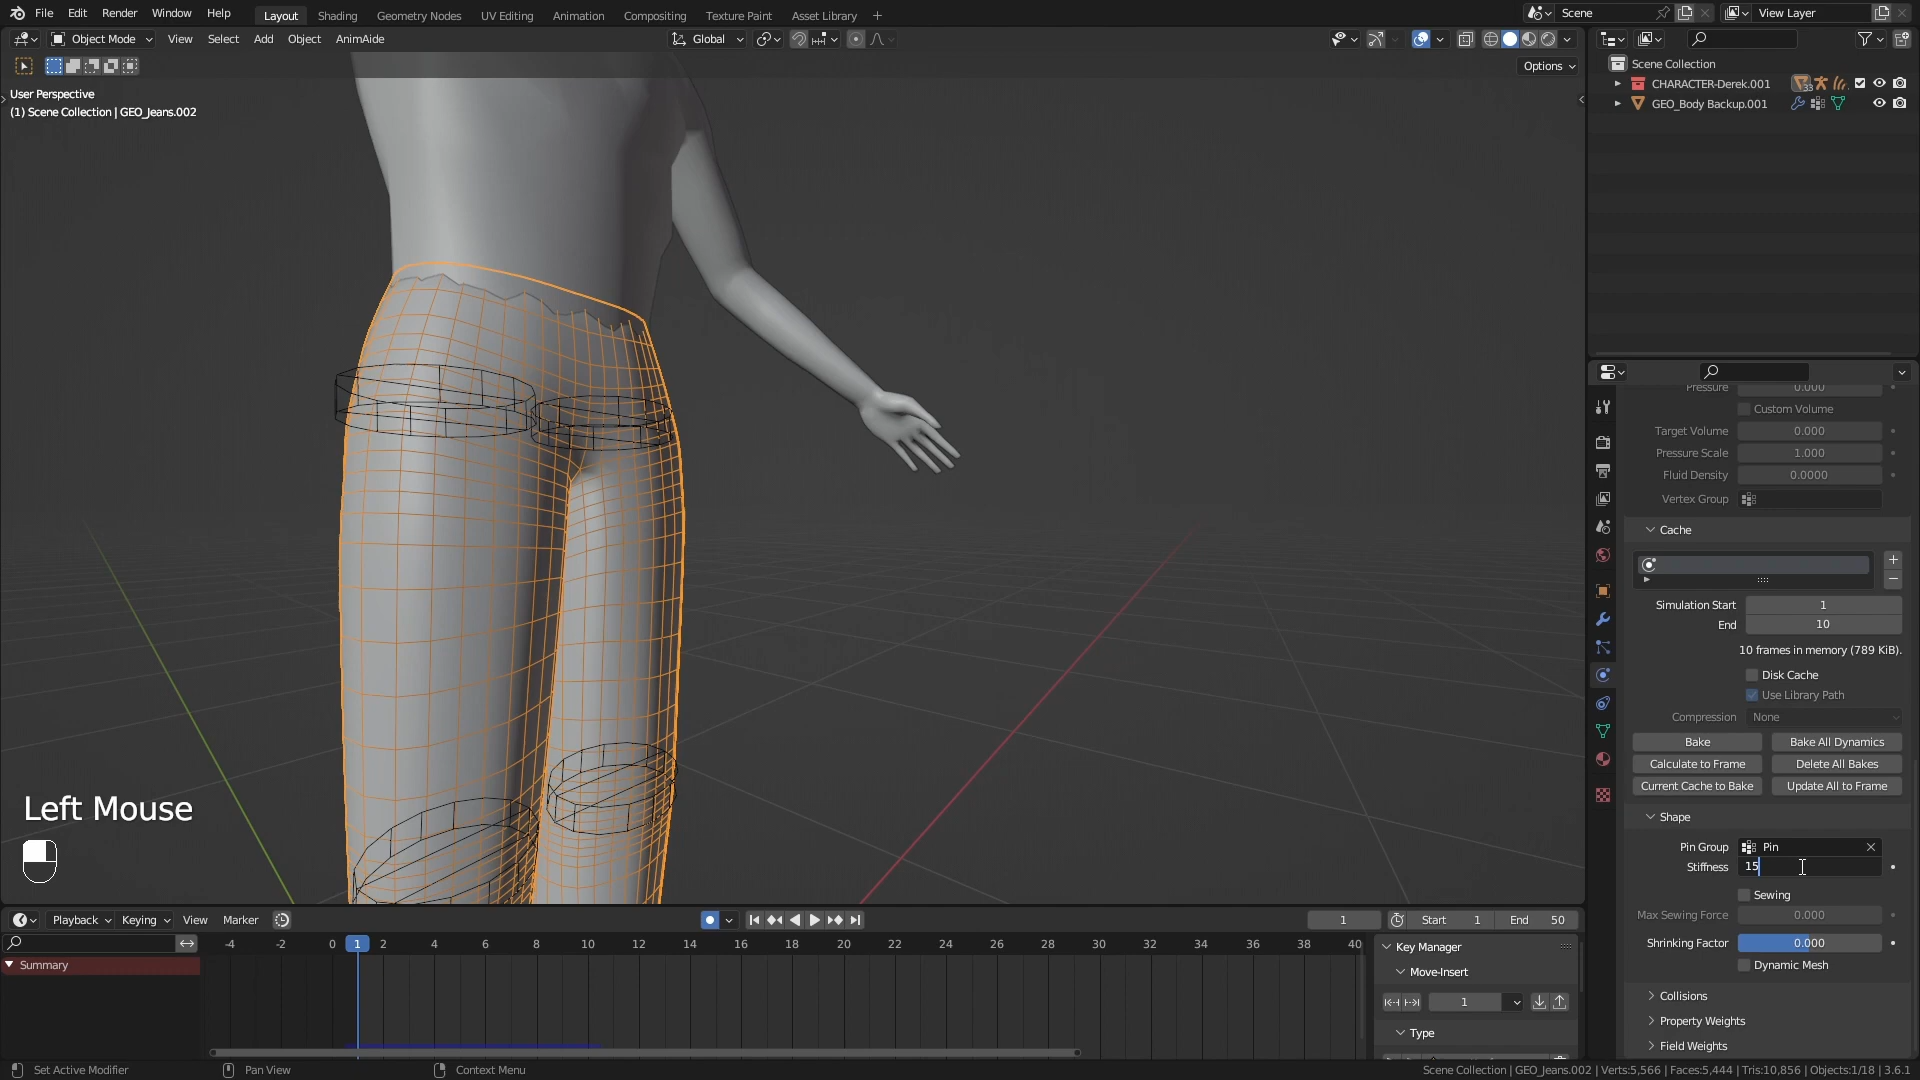 File Edit Render Window Help Layout Shading Geometry Nodes UV Editing Animation Compositing Texture Paint Asset Library Scene View Layer
Object Mode View Select Add Object AnimAide Global
Options
User Perspective
(1) Scene Collection | GEO_Jeans.002
Scene Collection
CHARACTER-Derek.001 33
GEO_Body Backup.001
Pressure 0.000
Custom Volume
Target Volume 0.000
Pressure Scale 1.000
Fluid Density 0.0000
Vertex Group
Cache
Simulation Start 1
End 10
10 frames in memory (789 KiB).
Disk Cache
Use Library Path
Compression None
Bake Bake All Dynamics
Calculate to Frame Delete All Bakes
Current Cache to Bake Update All to Frame
Shape
Pin Group Pin
Stiffness 15
Sewing
Max Sewing Force 0.000
Shrinking Factor 0.000
Dynamic Mesh
Collisions
Property Weights
Field Weights
Left Mouse
Playback Keying View Marker 1 Start 1 End 50
-4 -2 0 1 2 4 6 8 10 12 14 16 18 20 22 24 26 28 30 32 34 36 38 40
Summary
Key Manager
Move-Insert
1
Type
Set Active Modifier Pan View Context Menu Scene Collection | GEO_Jeans.002 | Verts:5,566 | Faces:5,444 | Tris:10,856 | Objects:1/18 | 3.6.1